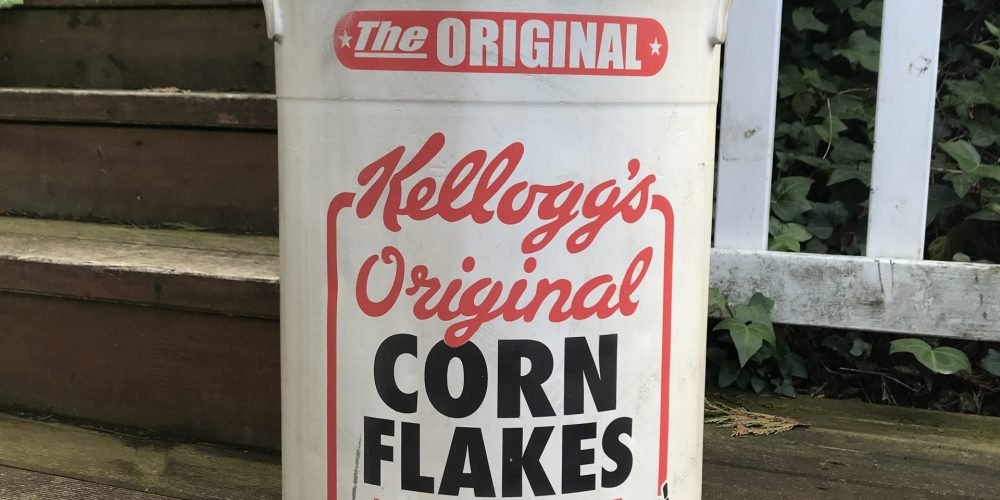 The ORIGINAL
Kellogg's
Original
CORN
FLAKES